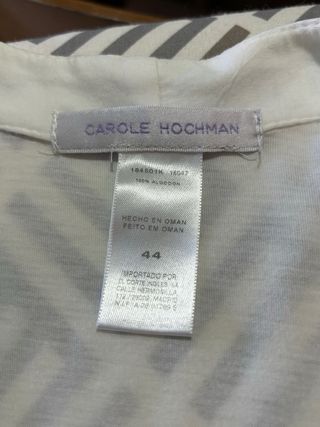 CAROLE HOCHMAN
100% ALGODON
HECHO EN OMAN
FEITO EM OMAN
44
IMPORTADO POR:
EL CORTE INGLES SA
CALLE HERMOSILLA
112 /28009 MADRID